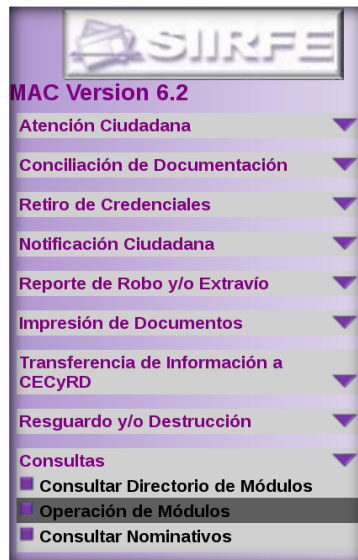 SIIRFE
MAC Version 6.2
Atención Ciudadana
Conciliación de Documentación
Retiro de Credenciales
Notificación Ciudadana
Reporte de Robo y/o Extravío
Impresión de Documentos
Transferencia de Información a
CECyRD
Resguardo y/o Destrucción
Consultas
Consultar Directorio de Módulos
Operación de Módulos
Consultar Nominativos